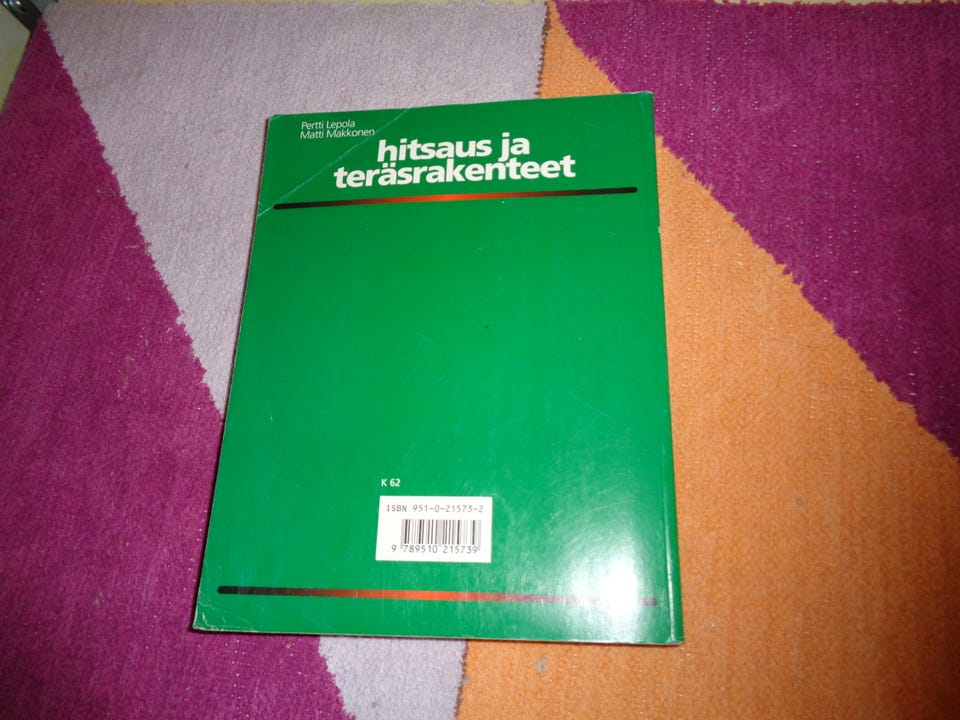 Pertti Lepola
Matti Makkonen
hitsaus ja
teräsrakenteet
K 62
ISBN 951-0-21573-2
9 789510 215739